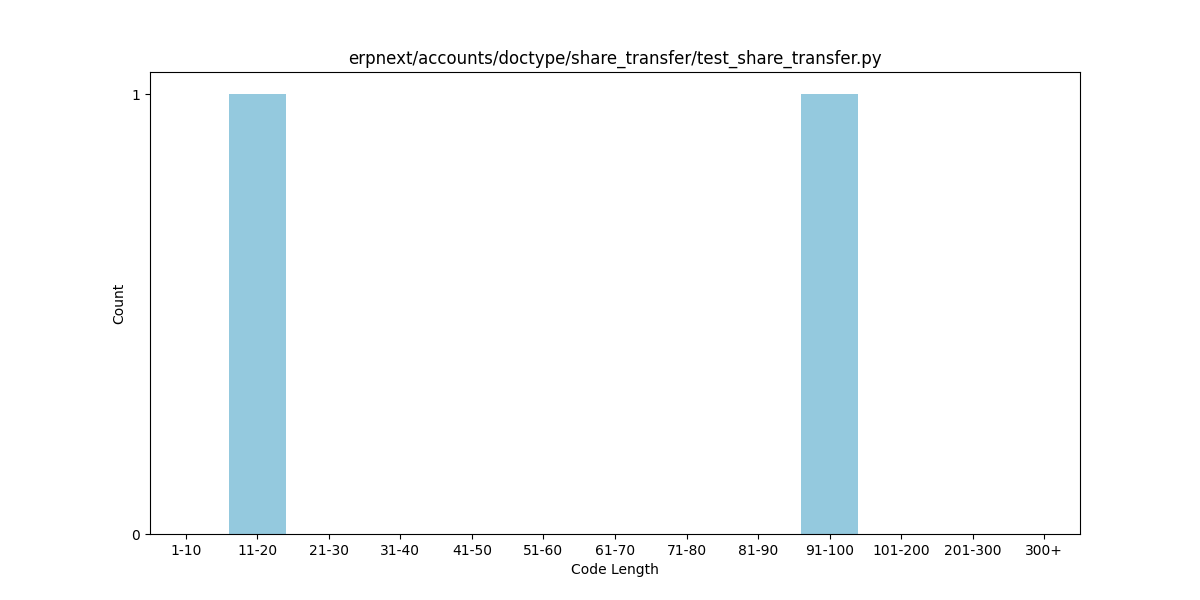 erpnext/accounts/doctype/share_transfer/test_share_transfer.py
1
Count
0
1-10 11-20 21-30 31-40 41-50 51-60 61-70 71-80 81-90 91-100 101-200 201-300 300+
Code Length